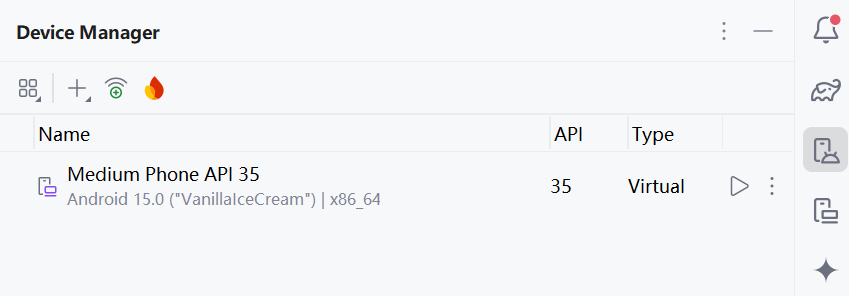 Device Manager
Name API Type
Medium Phone API 35 35 Virtual
Android 15.0 ("VanillaIceCream") | x86_64